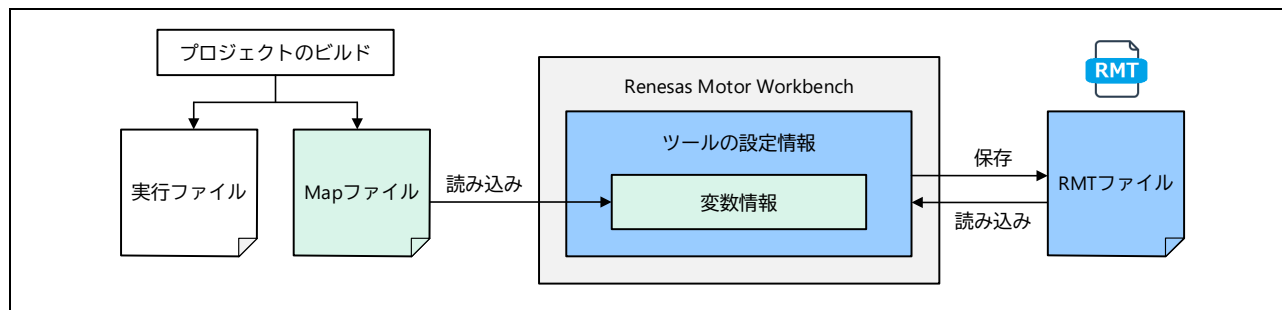 プロジェクトのビルド
実行ファイル
Mapファイル
読み込み
Renesas Motor Workbench
ツールの設定情報
変数情報
保存
読み込み
RMT
RMTファイル